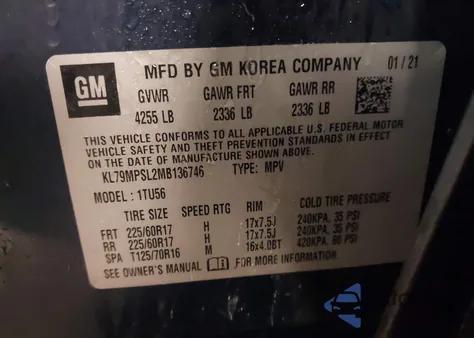 GM
MFD BY GM KOREA COMPANY 01/21
GVWR GAWR FRT GAWR RR
4255 LB 2336 LB 2336 LB
THIS VEHICLE CONFORMS TO ALL APPLICABLE U.S. FEDERAL MOTOR
VEHICLE SAFETY AND THEFT PREVENTION STANDARDS IN EFFECT ON
THE DATE OF MANUFACTURE SHOWN ABOVE.
KL79MPSL2MB136746 TYPE: MPV
MODEL: 1TU56
TIRE SIZE SPEED RTG RIM COLD TIRE PRESSURE
FRT 225/60R17 H 17x7.5J 240KPA, 35 PSI
RR 225/60R17 H 17x7.5J 240KPA, 35 PSI
SPA T125/70R16 M 16x4.0BT 420KPA, 60 PSI
SEE OWNER'S MANUAL FOR MORE INFORMATION.